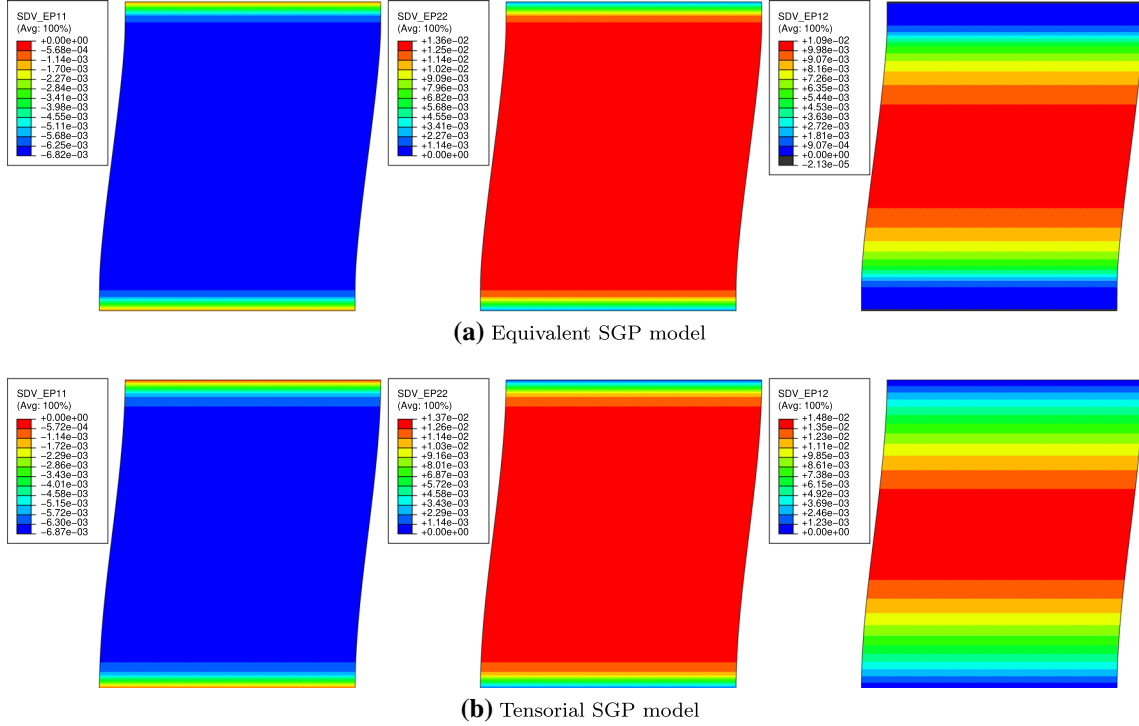 SDV_EP11
(Avg: 100%)
+0.00e+00
−5.68e−04
−1.14e−03
−1.70e−03
−2.27e−03
−2.84e−03
−3.41e−03
−3.98e−03
−4.55e−03
−5.11e−03
−5.68e−03
−6.25e−03
−6.82e−03
SDV_EP22
(Avg: 100%)
+1.36e−02
+1.25e−02
+1.14e−02
+1.02e−02
+9.09e−03
+7.96e−03
+6.82e−03
+5.68e−03
+4.55e−03
+3.41e−03
+2.27e−03
+1.14e−03
+0.00e+00
SDV_EP12
(Avg: 100%)
+1.09e−02
+9.98e−03
+9.07e−03
+8.16e−03
+7.26e−03
+6.35e−03
+5.44e−03
+4.53e−03
+3.63e−03
+2.72e−03
+1.81e−03
+9.07e−04
+0.00e+00
−2.13e−05
(a) Equivalent SGP model
SDV_EP11
(Avg: 100%)
+0.00e+00
−5.72e−04
−1.14e−03
−1.72e−03
−2.29e−03
−2.86e−03
−3.43e−03
−4.01e−03
−4.58e−03
−5.15e−03
−5.72e−03
−6.30e−03
−6.87e−03
SDV_EP22
(Avg: 100%)
+1.37e−02
+1.26e−02
+1.14e−02
+1.03e−02
+9.16e−03
+8.01e−03
+6.87e−03
+5.72e−03
+4.58e−03
+3.43e−03
+2.29e−03
+1.14e−03
+0.00e+00
SDV_EP12
(Avg: 100%)
+1.48e−02
+1.35e−02
+1.23e−02
+1.11e−02
+9.85e−03
+8.61e−03
+7.38e−03
+6.15e−03
+4.92e−03
+3.69e−03
+2.46e−03
+1.23e−03
+0.00e+00
(b) Tensorial SGP model